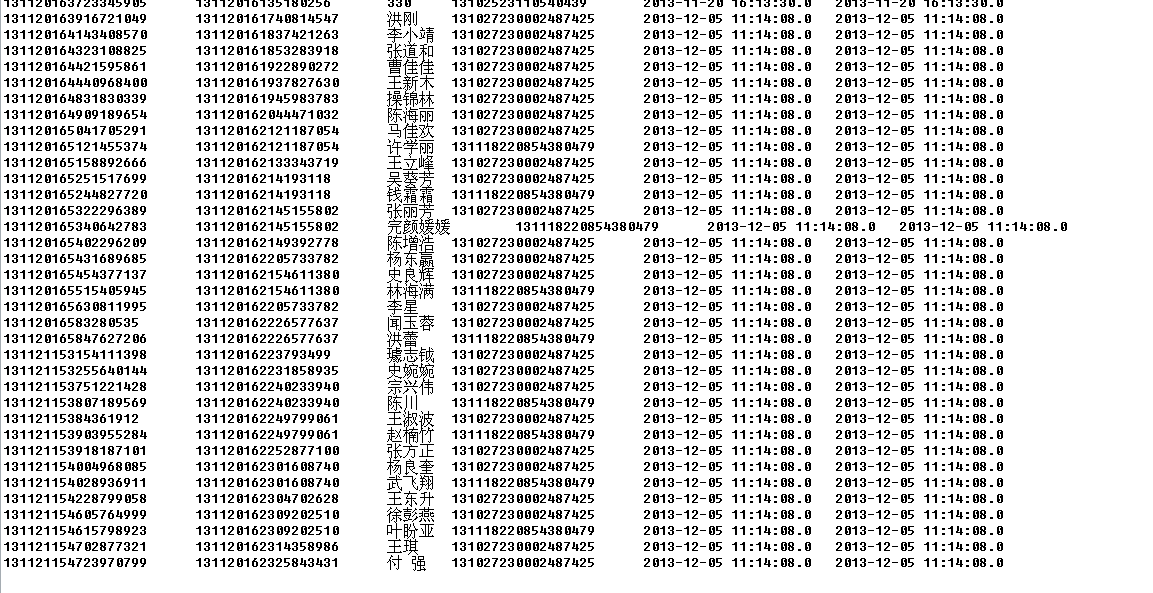 131120163723345905 13112016135180256 330 13102523110540439 2013-11-20 16:13:30.0 2013-11-20 16:13:30.0
131120163916721049 131120161740814547 洪刚 131027230002487425 2013-12-05 11:14:08.0 2013-12-05 11:14:08.0
131120164143408570 131120161837421263 李小靖 131027230002487425 2013-12-05 11:14:08.0 2013-12-05 11:14:08.0
131120164323108825 131120161853283918 张道和 131027230002487425 2013-12-05 11:14:08.0 2013-12-05 11:14:08.0
131120164421595861 131120161922890272 曹佳佳 131027230002487425 2013-12-05 11:14:08.0 2013-12-05 11:14:08.0
131120164440968400 131120161937827630 王新木 131027230002487425 2013-12-05 11:14:08.0 2013-12-05 11:14:08.0
131120164831830339 131120161945983783 操锦林 131027230002487425 2013-12-05 11:14:08.0 2013-12-05 11:14:08.0
131120164909189654 131120162044471032 陈海丽 131027230002487425 2013-12-05 11:14:08.0 2013-12-05 11:14:08.0
131120165041705291 131120162121187054 马佳欢 131027230002487425 2013-12-05 11:14:08.0 2013-12-05 11:14:08.0
131120165121455374 131120162121187054 许学丽 131118220854380479 2013-12-05 11:14:08.0 2013-12-05 11:14:08.0
131120165158892666 131120162133343719 王立峰 131027230002487425 2013-12-05 11:14:08.0 2013-12-05 11:14:08.0
131120165251517699 13112016214193118 吴葵芳 131027230002487425 2013-12-05 11:14:08.0 2013-12-05 11:14:08.0
131120165244827720 13112016214193118 钱霜霜 131118220854380479 2013-12-05 11:14:08.0 2013-12-05 11:14:08.0
131120165322296389 131120162145155802 张丽芳 131027230002487425 2013-12-05 11:14:08.0 2013-12-05 11:14:08.0
131120165340642783 131120162145155802 完颜媛媛 131118220854380479 2013-12-05 11:14:08.0 2013-12-05 11:14:08.0
131120165402296209 131120162149392778 陈增浩 131027230002487425 2013-12-05 11:14:08.0 2013-12-05 11:14:08.0
131120165431689685 131120162205733782 杨东赢 131027230002487425 2013-12-05 11:14:08.0 2013-12-05 11:14:08.0
131120165454377137 131120162154611380 史良辉 131027230002487425 2013-12-05 11:14:08.0 2013-12-05 11:14:08.0
131120165515405945 131120162154611380 林海满 131118220854380479 2013-12-05 11:14:08.0 2013-12-05 11:14:08.0
131120165630811995 131120162205733782 李星 131027230002487425 2013-12-05 11:14:08.0 2013-12-05 11:14:08.0
13112016583280535 131120162226577637 闻玉蓉 131027230002487425 2013-12-05 11:14:08.0 2013-12-05 11:14:08.0
131120165847627206 131120162226577637 洪蕾 131118220854380479 2013-12-05 11:14:08.0 2013-12-05 11:14:08.0
131121153154111398 13112016223793499 璩志钺 131027230002487425 2013-12-05 11:14:08.0 2013-12-05 11:14:08.0
131121153255640144 131120162231858935 史婉婉 131027230002487425 2013-12-05 11:14:08.0 2013-12-05 11:14:08.0
131121153751221428 131120162240233940 宗兴伟 131027230002487425 2013-12-05 11:14:08.0 2013-12-05 11:14:08.0
131121153807189569 131120162240233940 陈川 131118220854380479 2013-12-05 11:14:08.0 2013-12-05 11:14:08.0
13112115384361912 131120162249799061 王淑波 131027230002487425 2013-12-05 11:14:08.0 2013-12-05 11:14:08.0
131121153903955284 131120162249799061 赵楠竹 131118220854380479 2013-12-05 11:14:08.0 2013-12-05 11:14:08.0
131121153918187101 131120162252877100 张方正 131027230002487425 2013-12-05 11:14:08.0 2013-12-05 11:14:08.0
131121154004968085 131120162301608740 杨良奎 131027230002487425 2013-12-05 11:14:08.0 2013-12-05 11:14:08.0
131121154028936911 131120162301608740 武飞翔 131118220854380479 2013-12-05 11:14:08.0 2013-12-05 11:14:08.0
131121154228799058 131120162304702628 王东升 131027230002487425 2013-12-05 11:14:08.0 2013-12-05 11:14:08.0
131121154605764999 131120162309202510 徐彭燕 131027230002487425 2013-12-05 11:14:08.0 2013-12-05 11:14:08.0
131121154615798923 131120162309202510 叶盼亚 131118220854380479 2013-12-05 11:14:08.0 2013-12-05 11:14:08.0
131121154702877321 131120162314358986 王琪 131027230002487425 2013-12-05 11:14:08.0 2013-12-05 11:14:08.0
131121154723970799 131120162325843431 付 强 131027230002487425 2013-12-05 11:14:08.0 2013-12-05 11:14:08.0